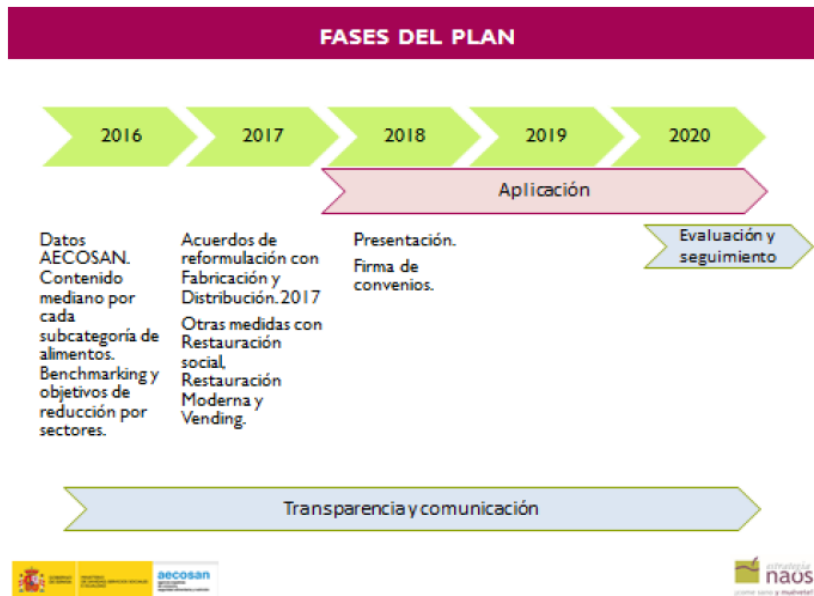 FASES DEL PLAN
2016
2017
2018
2019
2020
Aplicación
Evaluación y
seguimiento
Datos
AECOSAN.
Contenido
mediano por
cada
subcategoría de
alimentos.
Benchmarking y
objetivos de
reducción por
sectores.
Acuerdos de
reformulación con
Fabricación y
Distribución.2017
Otras medidas con
Restauración
social,
Restauración
Moderna y
Vending.
Presentación.
Firma de
convenios.
Transparencia y comunicación
aecosan
estrategia
naos
¡come sano y muévete!